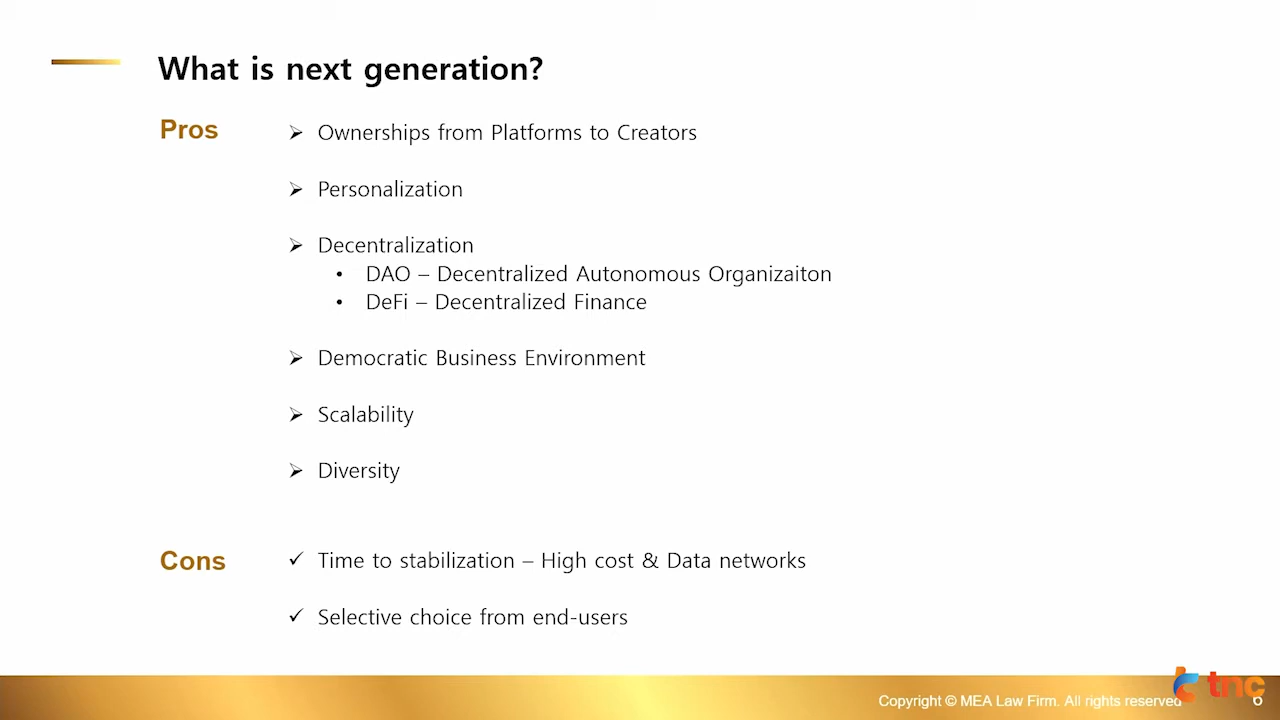 What is next generation?
Pros
➢ Ownerships from Platforms to Creators
➢ Personalization
➢ Decentralization
• DAO – Decentralized Autonomous Organizaiton
• DeFi – Decentralized Finance
➢ Democratic Business Environment
➢ Scalability
➢ Diversity
Cons
✓ Time to stabilization – High cost & Data networks
✓ Selective choice from end-users
Copyright © MEA Law Firm. All rights reserved
tnc
6